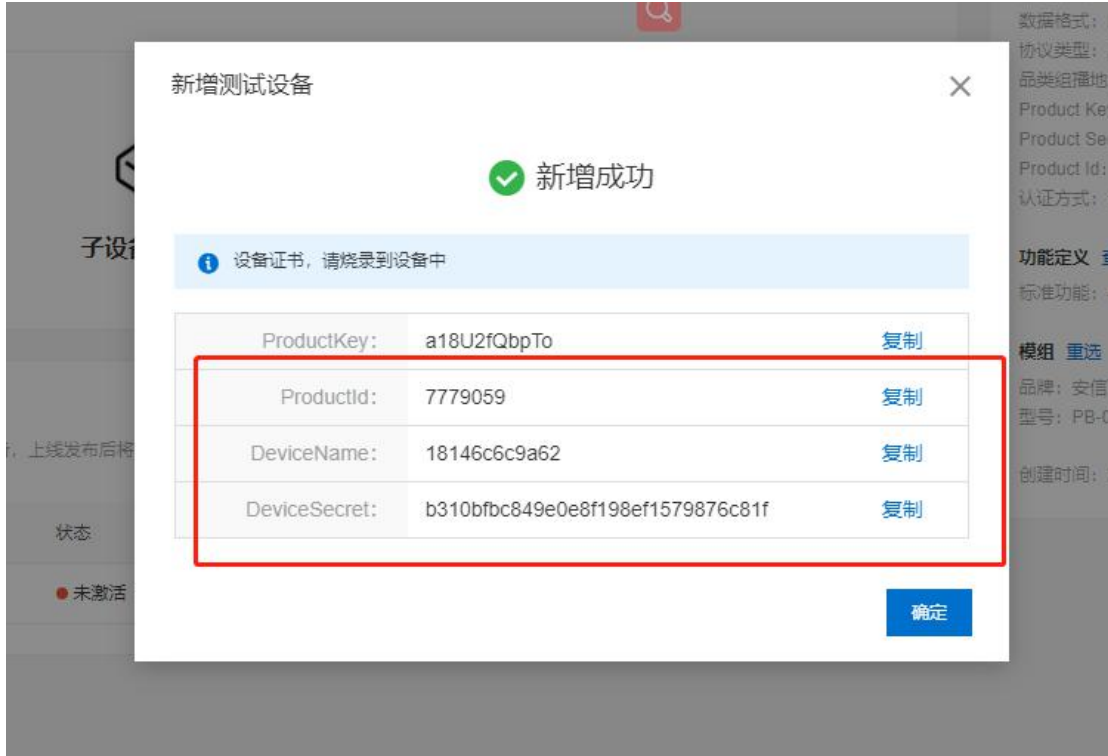 新增测试设备
新增成功
设备证书，请烧录到设备中
ProductKey： a18U2fQbpTo 复制
ProductId： 7779059 复制
DeviceName： 18146c6c9a62 复制
DeviceSecret： b310bfbc849e0e8f198ef1579876c81f 复制
确定
子设
，上线发布后将
状态
未激活
数据格式：
协议类型：
品类组播地
Product Ke
Product Se
Product Id：
认证方式：
功能定义
标准功能：
模组 重选
品牌：安信
型号：PB-0
创建时间：